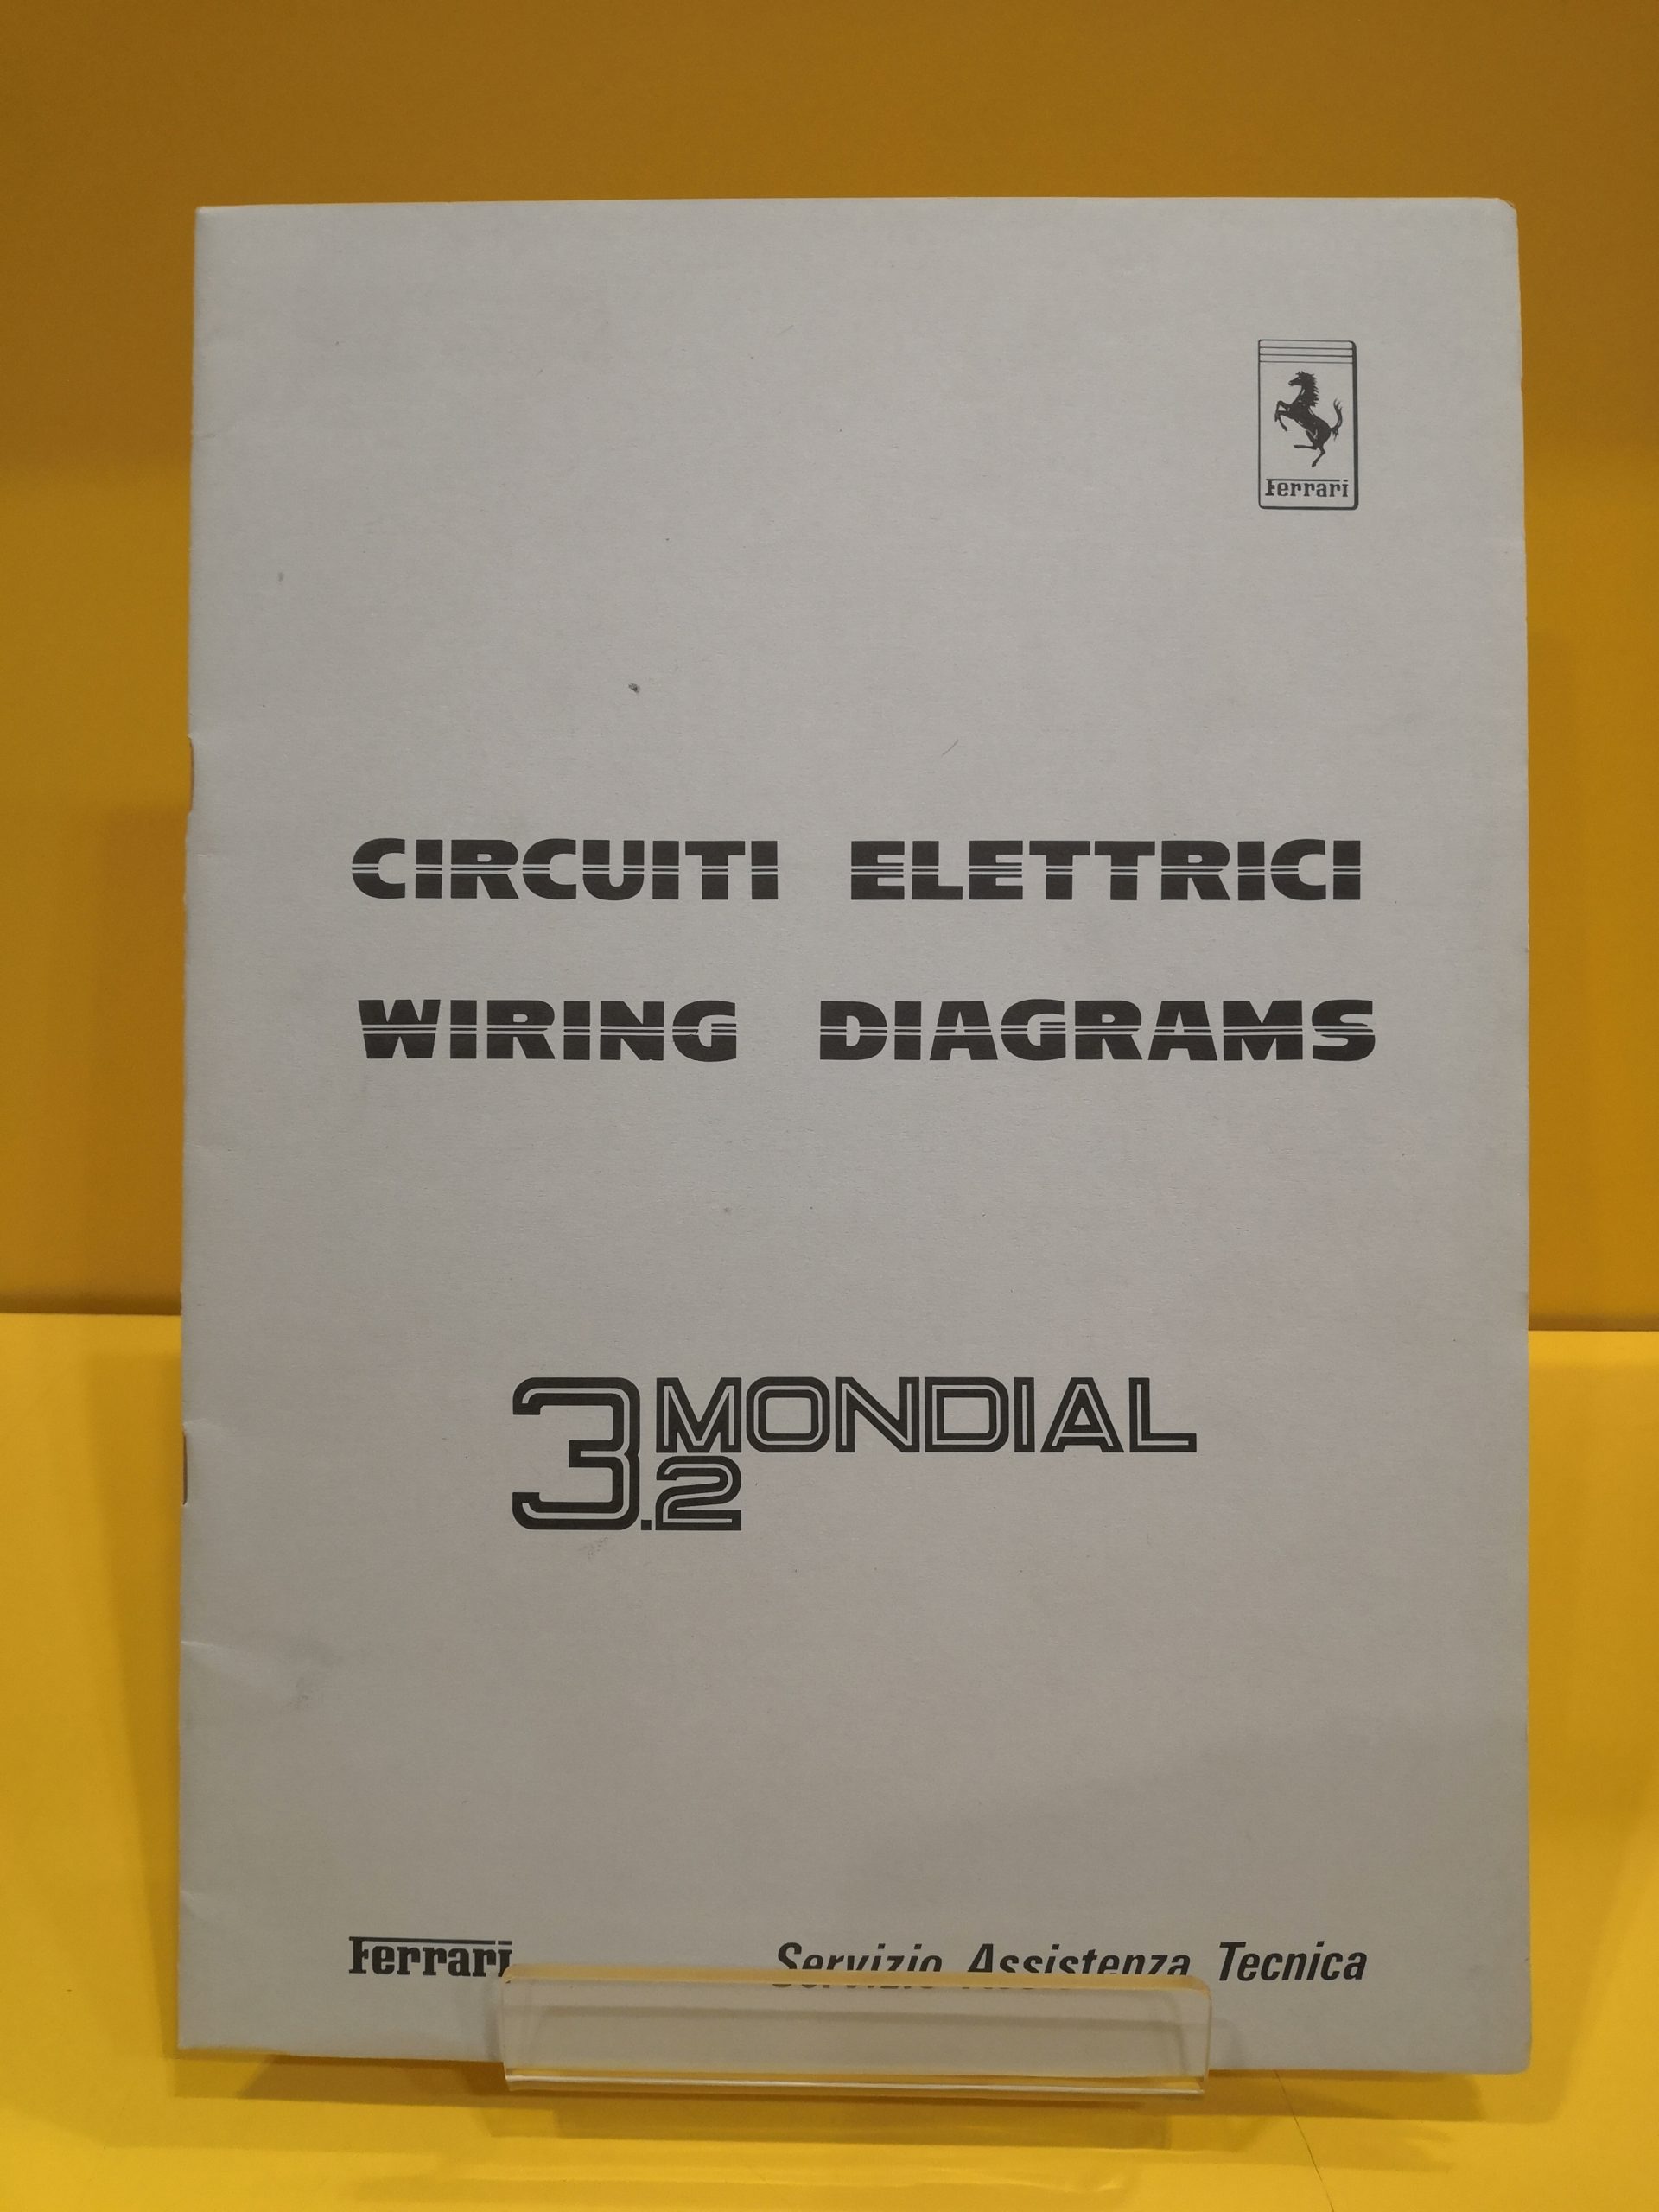 Ferrari
CIRCUITI ELETTRICI
WIRING DIAGRAMS
3.2 MONDIAL
Ferrari Servizio Assistenza Tecnica